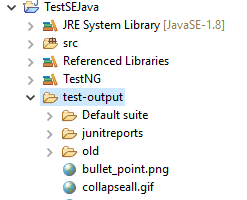 TestSEJava
JRE System Library [JavaSE-1.8]
src
Referenced Libraries
TestNG
test-output
Default suite
junitreports
old
bullet_point.png
collapseall.gif